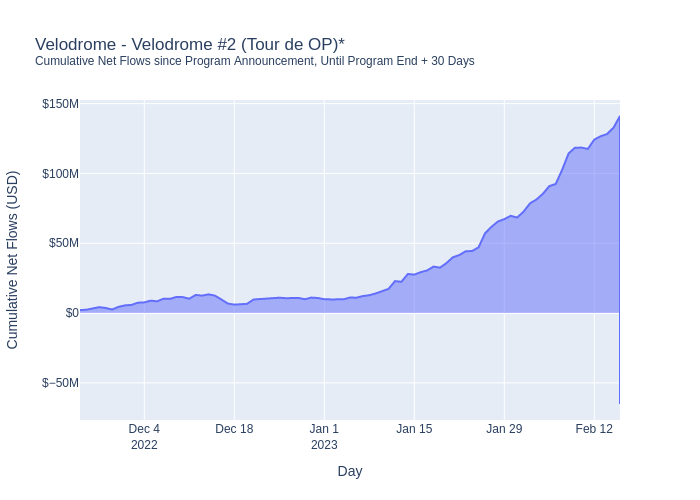 Velodrome - Velodrome #2 (Tour de OP)*
Cumulative Net Flows since Program Announcement, Until Program End + 30 Days
Cumulative Net Flows (USD)
$150M
$100M
$50M
$0
$−50M
Dec 4 Dec 18 Jan 1 Jan 15 Jan 29 Feb 12
2022 2023
Day